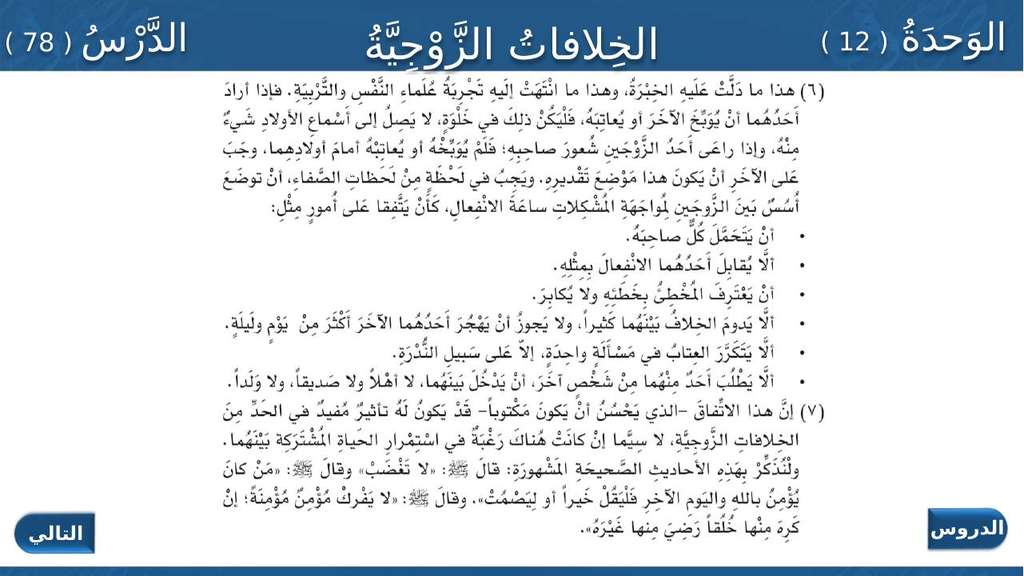 الوَحدَةُ ( 12 )
الخِلافاتُ الزَّوْجِيَّةُ
الدَّرْسُ ( 78 )
(٦) هذا ما دَلَّتْ عَلَيهِ الخِبْرَةُ، وهذا ما انْتَهَتْ إلَيهِ تَجْرِبَةُ عُلَماءِ النَّفْسِ والتَّرْبِيَةِ. فإذا أرادَ
أَحَدُهُما أنْ يُوَبِّخَ الآخَرَ أو يُعاتِبَهُ، فَلْيَكُنْ ذلِكَ في خَلْوَةٍ، لا يَصِلُ إلى أسْماعِ الأولادِ شَيءٌ
مِنْهُ، وإذا راعَى أَحَدُ الزَّوْجَينِ شُعورَ صاحِبِهِ؛ فَلَمْ يُوَبِّخْهُ أو يُعاتِبْهُ أمامَ أولادِهِما، وجَبَ
عَلى الآخَرِ أنْ يَكونَ هذا مَوْضِعَ تَقْديرِهِ. ويَجِبُ في لَحْظَةٍ مِنْ لَحَظاتِ الصَّفاءِ، أنْ توضَعَ
أُسُسٌ بَينَ الزَّوجَينِ لِمُواجَهَةِ المُشْكِلاتِ ساعَةَ الانْفِعالِ، كَأَنْ يَتَّفِقا عَلى أُمورٍ مِثْلِ:
• أنْ يَتَحَمَّلَ كُلٌّ صاحِبَهُ.
• ألَّا يُقابِلَ أَحَدُهُما الانْفِعالَ بِمِثْلِهِ.
• أنْ يَعْتَرِفَ المُخْطِئُ بِخَطَئِهِ ولا يُكابِرَ.
• ألَّا يَدومَ الخِلافُ بَيْنَهُما كَثيراً، ولا يَجوزُ أنْ يَهْجُرَ أَحَدُهُما الآخَرَ أَكْثَرَ مِنْ يَوْمٍ ولَيلَةٍ.
• ألَّا يَتَكَرَّرَ العِتابُ في مَسْأَلَةٍ واحِدَةٍ، إلاّ عَلى سَبيلِ النُّدْرَةِ.
• ألَّا يَطْلُبَ أَحَدٌ مِنْهُما مِنْ شَخْصٍ آخَرَ، أنْ يَدْخُلَ بَينَهُما، لا أهْلاً ولا صَديقاً، ولا وَلَداً.
(٧) إنَّ هذا الاتِّفاقَ –الذي يَحْسُنُ أنْ يَكونَ مَكْتوباً– قَدْ يَكونُ لَهُ تأثيرٌ مُفيدٌ في الحَدِّ مِنَ
الخِلافاتِ الزَّوجِيَّةِ، لا سِيَّما إنْ كانَتْ هُناكَ رَغْبَةٌ في اسْتِمْرارِ الحَياةِ المُشْتَرَكِةِ بَيْنَهُما.
ولْنُذَكِّرْ بِهَذِهِ الأحاديثِ الصَّحيحَةِ المَشْهورَةِ: قالَ ﷺ: «لا تَغْضَبْ» وقالَ ﷺ: «مَنْ كانَ
يُؤْمِنُ باللهِ واليَومِ الآخِرِ فَلْيَقُلْ خَيراً أو لِيَصْمُتْ». وقالَ ﷺ: «لا يَفْرِكْ مُؤْمِنٌ مُؤْمِنَةً؛ إنْ
كَرِهَ مِنْها خُلُقاً رَضِيَ مِنها غَيْرَهُ».
الدروس
التالي